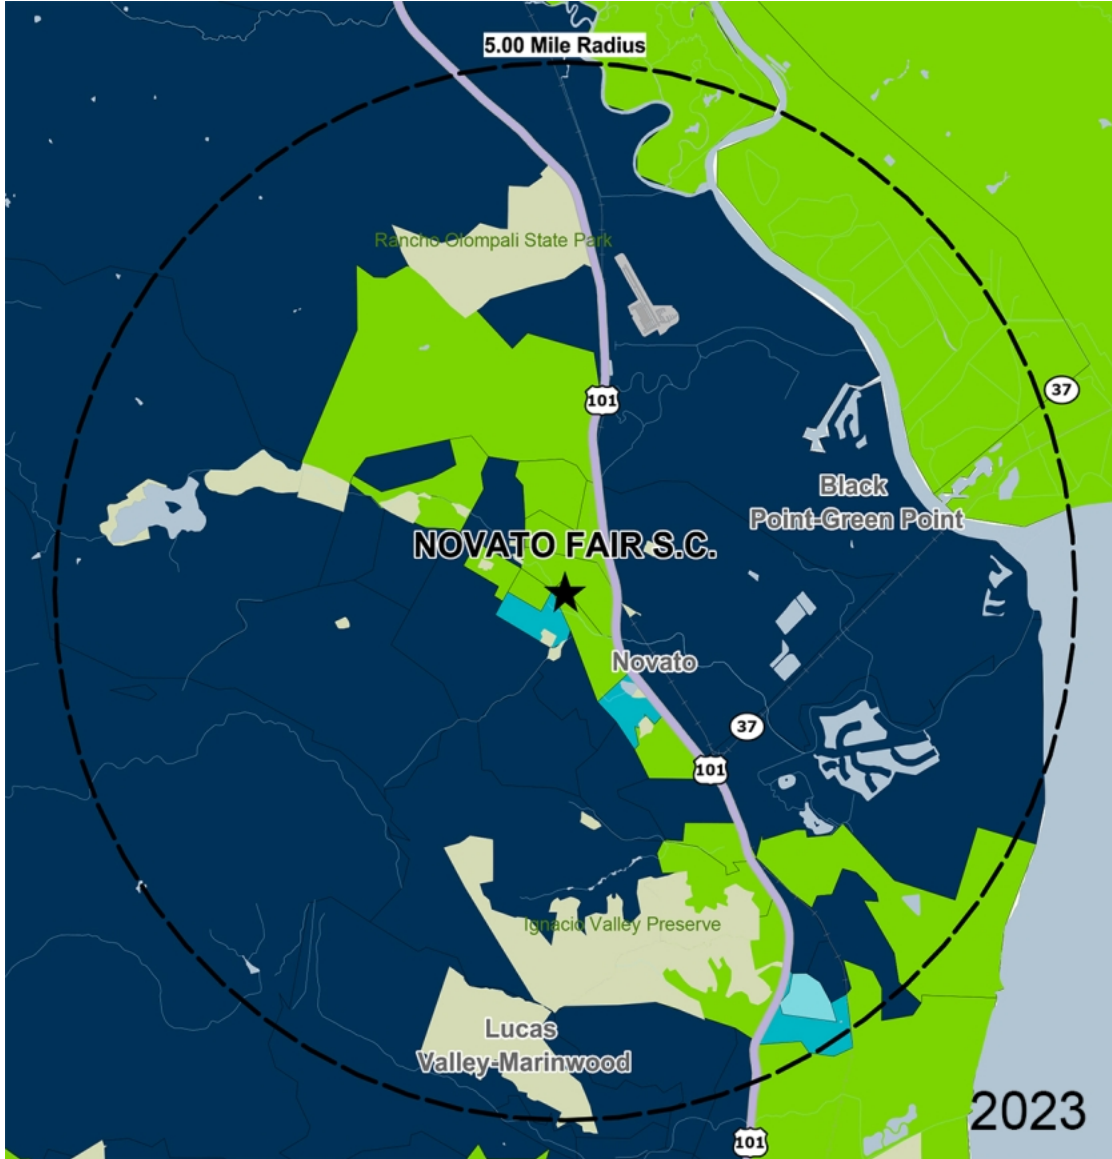 5.00 Mile Radius
Rancho Olompali State Park
101
37
Black
Point-Green Point
NOVATO FAIR S.C.
Novato
37
101
Ignacio Valley Preserve
Lucas
Valley-Marinwood
2023
101